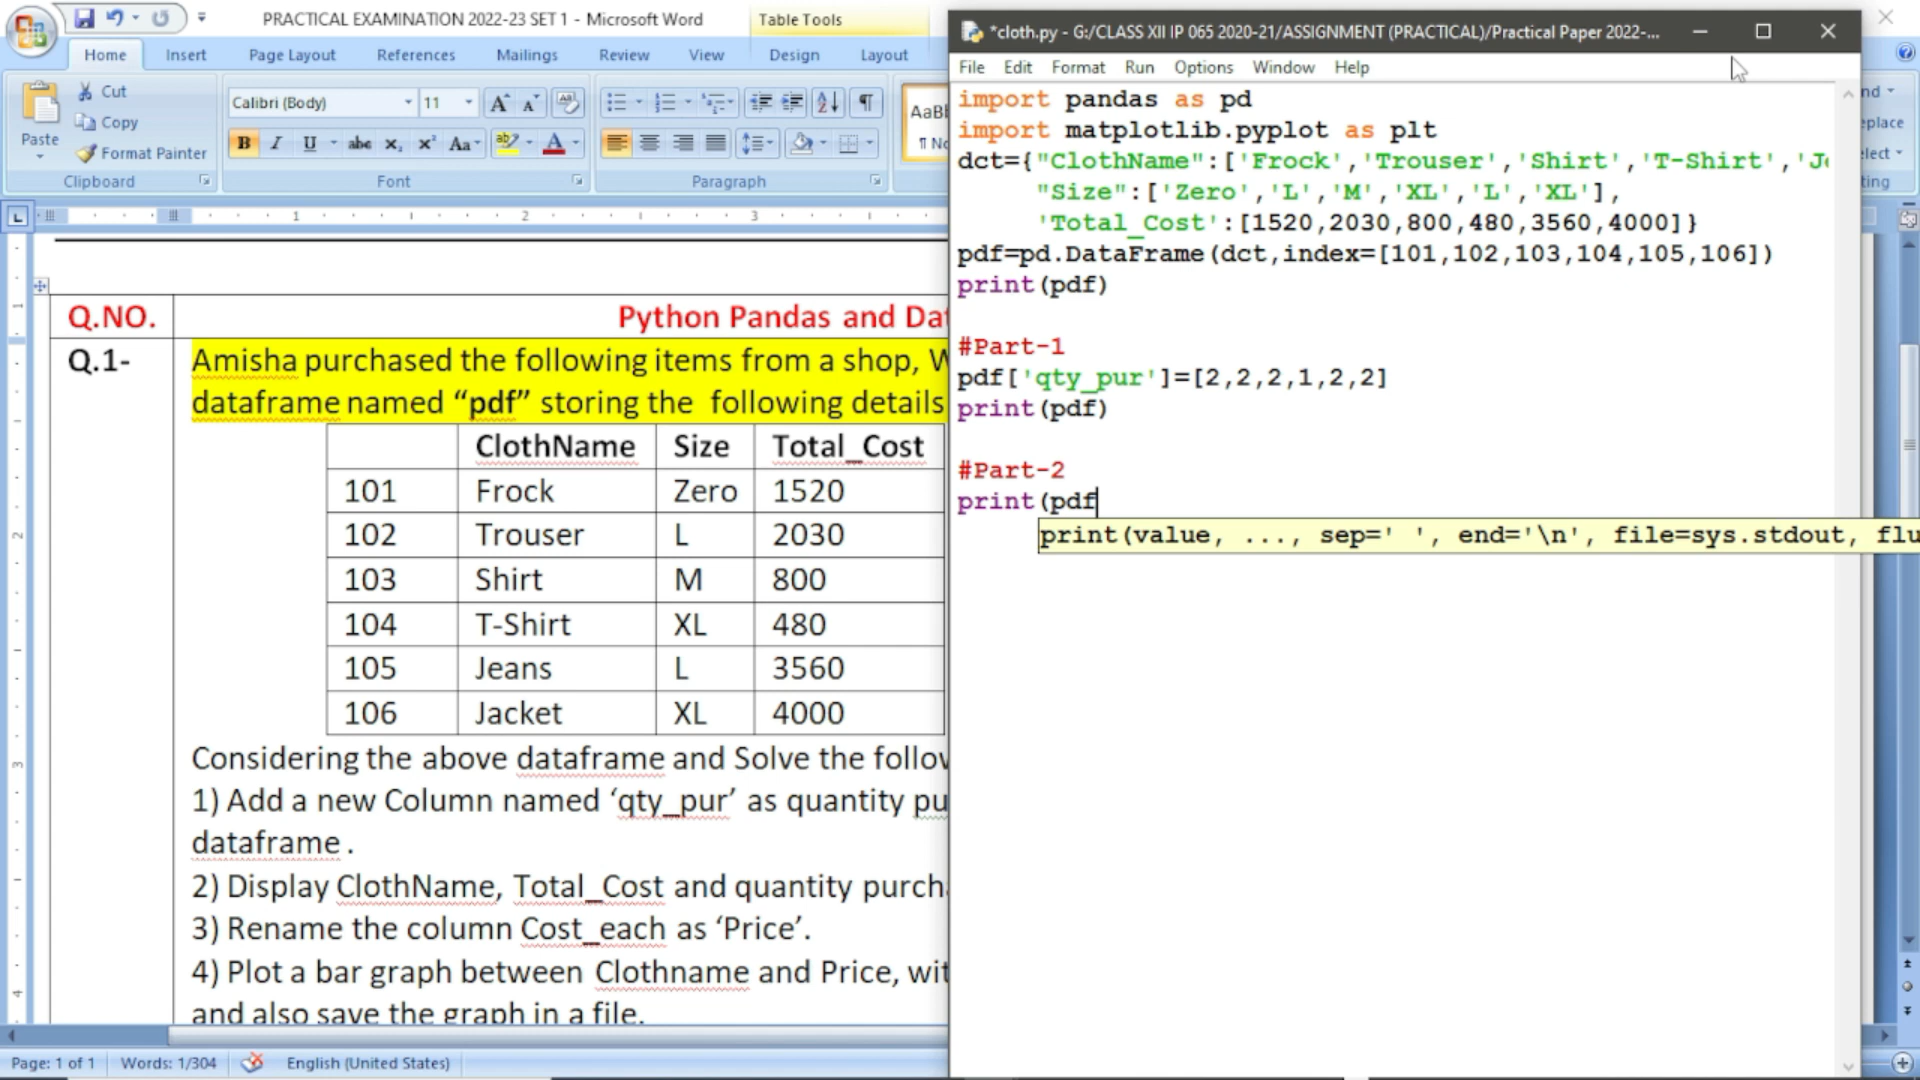 PRACTICAL EXAMINATION 2022-23 SET 1 - Microsoft Word
Table Tools
Home Insert Page Layout References Mailings Review View Design Layout
Paste
Cut
Copy
Format Painter
Clipboard
Calibri (Body) 11
Font
Paragraph
Q.NO. Python Pandas and Dat
Q.1- Amisha purchased the following items from a shop, W
dataframe named “pdf” storing the following details
ClothName Size Total_Cost
101 Frock Zero 1520
102 Trouser L 2030
103 Shirt M 800
104 T-Shirt XL 480
105 Jeans L 3560
106 Jacket XL 4000
Considering the above dataframe and Solve the follow
1) Add a new Column named ‘qty_pur’ as quantity pu
dataframe .
2) Display ClothName, Total_Cost and quantity purcha
3) Rename the column Cost_each as ‘Price’.
4) Plot a bar graph between Clothname and Price, wit
and also save the graph in a file.
Page: 1 of 1 Words: 1/304 English (United States)
*cloth.py - G:/CLASS XII IP 065 2020-21/ASSIGNMENT (PRACTICAL)/Practical Paper 2022-...
File Edit Format Run Options Window Help
import pandas as pd
import matplotlib.pyplot as plt
dct={"ClothName":['Frock','Trouser','Shirt','T-Shirt','Je
"Size":['Zero','L','M','XL','L','XL'],
'Total_Cost':[1520,2030,800,480,3560,4000]}
pdf=pd.DataFrame(dct,index=[101,102,103,104,105,106])
print(pdf)
#Part-1
pdf['qty_pur']=[2,2,2,1,2,2]
print(pdf)
#Part-2
print(pdf
print(value, ..., sep=' ', end='\n', file=sys.stdout, flu